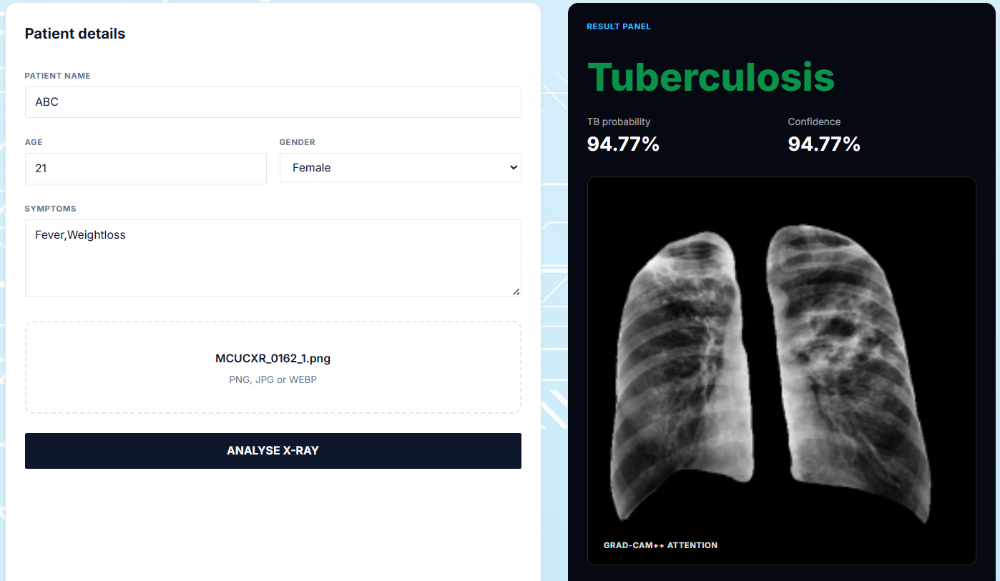 Patient details
PATIENT NAME
ABC
AGE
GENDER
21
Female
SYMPTOMS
Fever,Weightloss
MCUCXR_0162_1.png
PNG, JPG or WEBP
ANALYSE X-RAY
RESULT PANEL
Tuberculosis
TB probability
Confidence
94.77%
94.77%
GRAD-CAM++ ATTENTION